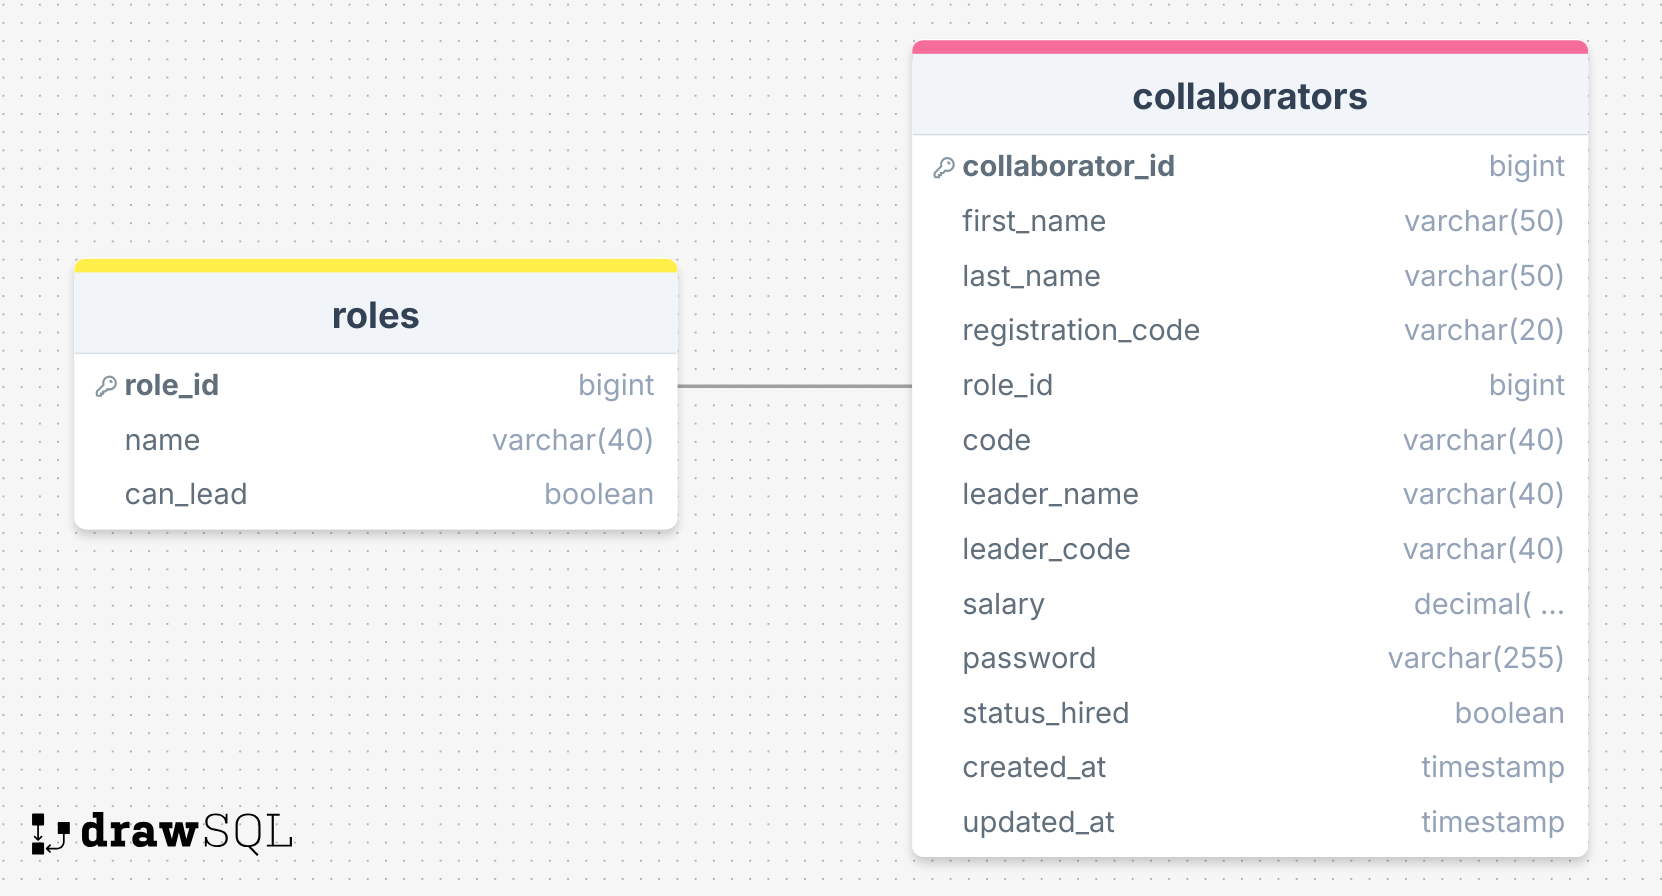 roles
role_id bigint
name varchar(40)
can_lead boolean
collaborators
collaborator_id bigint
first_name varchar(50)
last_name varchar(50)
registration_code varchar(20)
role_id bigint
code varchar(40)
leader_name varchar(40)
leader_code varchar(40)
salary decimal( ...
password varchar(255)
status_hired boolean
created_at timestamp
updated_at timestamp
drawSQL